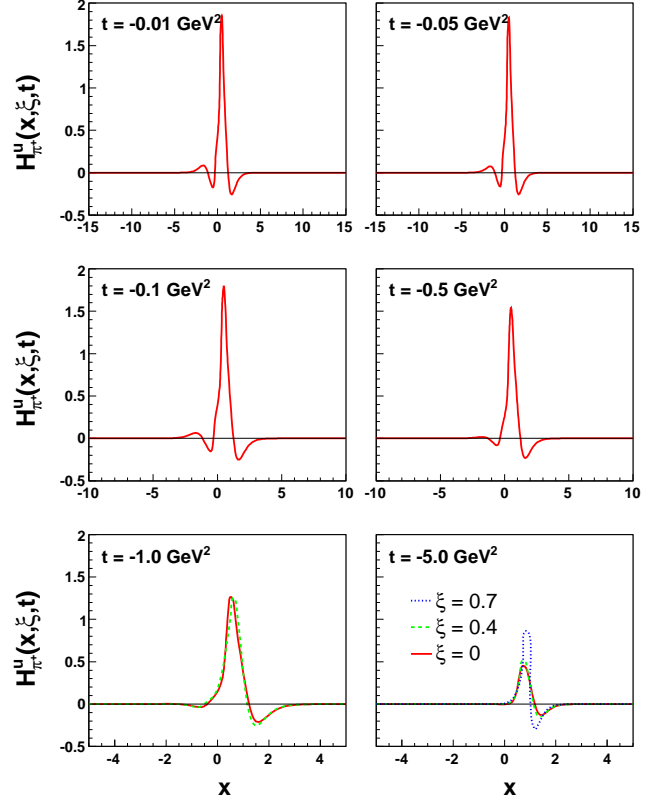 t = -0.01 GeV²
t = -0.05 GeV²
H^u_{π⁺}(x,ξ,t)
2
1.5
1
0.5
0
-0.5
-15 -10 -5 0 5 10 15
-15 -10 -5 0 5 10 15
t = -0.1 GeV²
t = -0.5 GeV²
H^u_{π⁺}(x,ξ,t)
2
1.5
1
0.5
0
-0.5
-10 -5 0 5 10
-10 -5 0 5 10
t = -1.0 GeV²
t = -5.0 GeV²
H^u_{π⁺}(x,ξ,t)
2
1.5
1
0.5
0
-0.5
ξ = 0.7
ξ = 0.4
ξ = 0
-4 -2 0 2 4
-4 -2 0 2 4
x
x